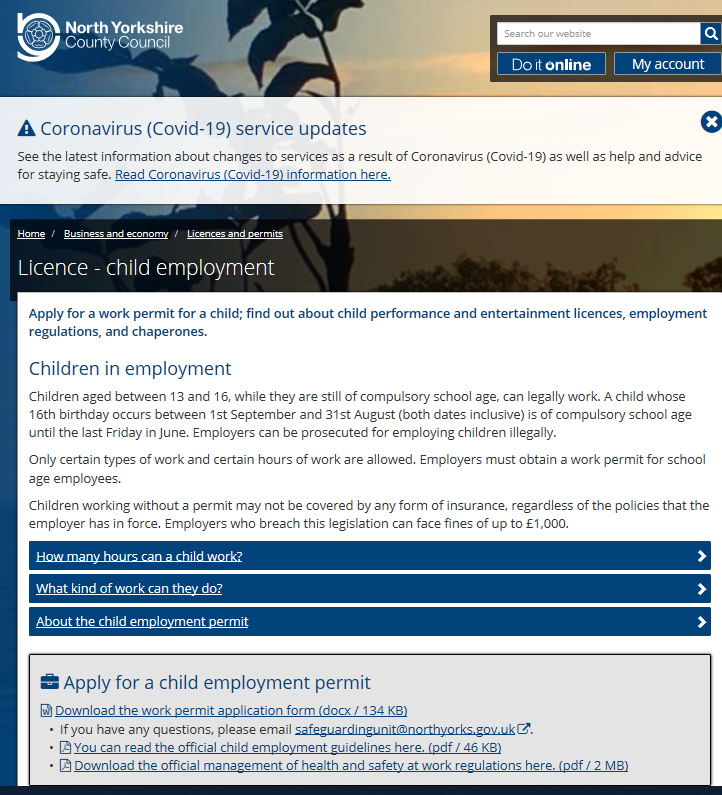 North Yorkshire
County Council
Search our website
Do it online
My account
Coronavirus (Covid-19) service updates
See the latest information about changes to services as a result of Coronavirus (Covid-19) as well as help and advice
for staying safe. Read Coronavirus (Covid-19) information here.
Home / Business and economy / Licences and permits
Licence - child employment
Apply for a work permit for a child; find out about child performance and entertainment licences, employment
regulations, and chaperones.
Children in employment
Children aged between 13 and 16, while they are still of compulsory school age, can legally work. A child whose
16th birthday occurs between 1st September and 31st August (both dates inclusive) is of compulsory school age
until the last Friday in June. Employers can be prosecuted for employing children illegally.
Only certain types of work and certain hours of work are allowed. Employers must obtain a work permit for school
age employees.
Children working without a permit may not be covered by any form of insurance, regardless of the policies that the
employer has in force. Employers who breach this legislation can face fines of up to £1,000.
How many hours can a child work?
What kind of work can they do?
About the child employment permit
Apply for a child employment permit
Download the work permit application form (docx / 134 KB)
• If you have any questions, please email safeguardingunit@northyorks.gov.uk.
• You can read the official child employment guidelines here. (pdf / 46 KB)
• Download the official management of health and safety at work regulations here. (pdf / 2 MB)